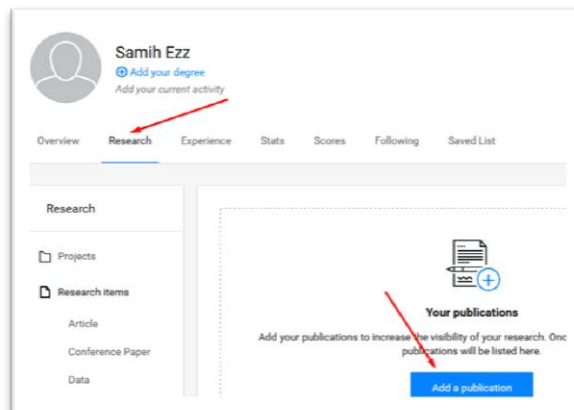 Samih Ezz
Add your degree
Add your current activity
Overview Research Experience Stats Scores Following Saved List
Research
Projects
Research items
Article
Conference Paper
Data
Your publications
Add your publications to increase the visibility of your research. Onc
publications will be listed here.
Add a publication